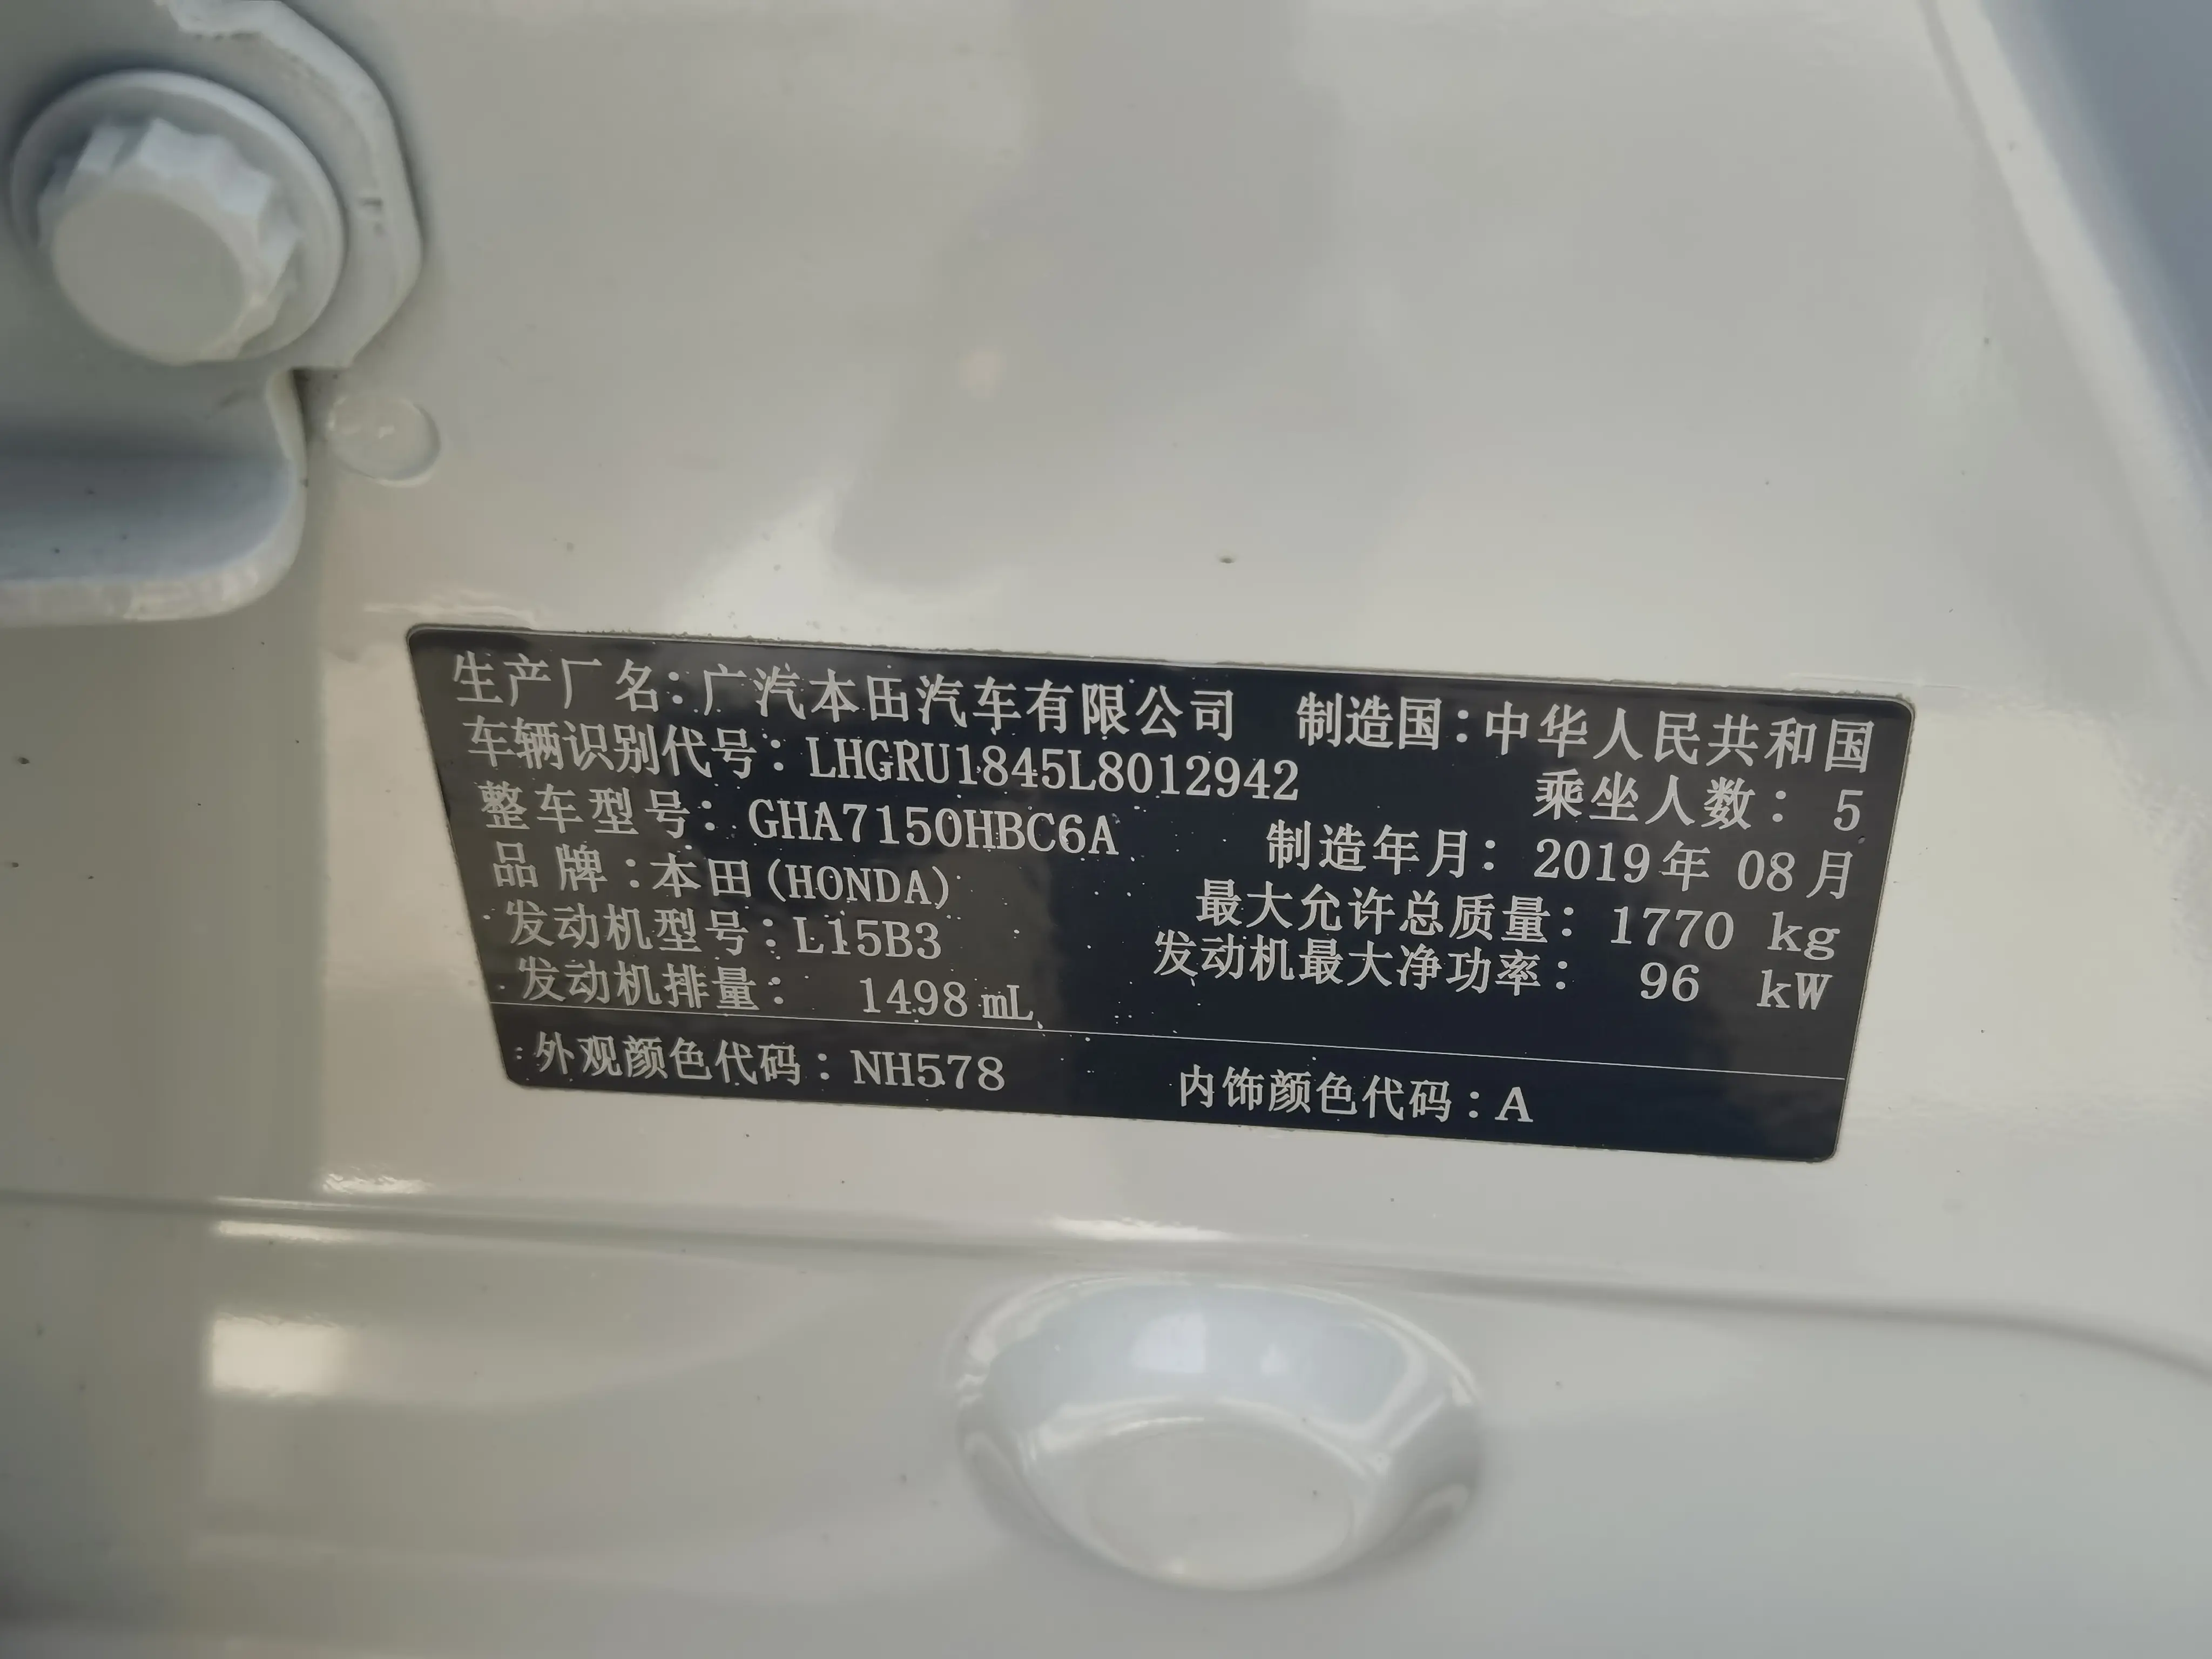 生产厂名：广汽本田汽车有限公司 制造国：中华人民共和国
车辆识别代号：LHGRU1845L8012942 乘坐人数：5
整车型号：GHA7150HBC6A 制造年月：2019年 08月
品牌：本田(HONDA) 最大允许总质量：1770 kg
发动机型号：L15B3 发动机最大净功率：96 kW
发动机排量：1498 mL
外观颜色代码：NH578 内饰颜色代码：A